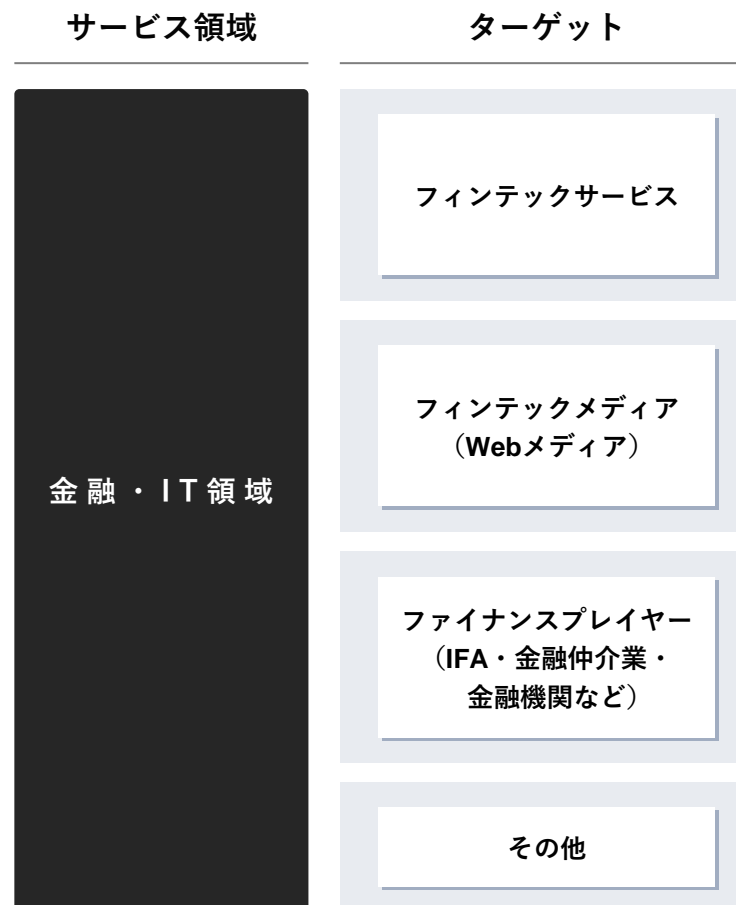 サービス領域
ターゲット
金融・IT領域
フィンテックサービス
フィンテックメディア
（Webメディア）
ファイナンスプレイヤー
（IFA・金融仲介業・
金融機関など）
その他